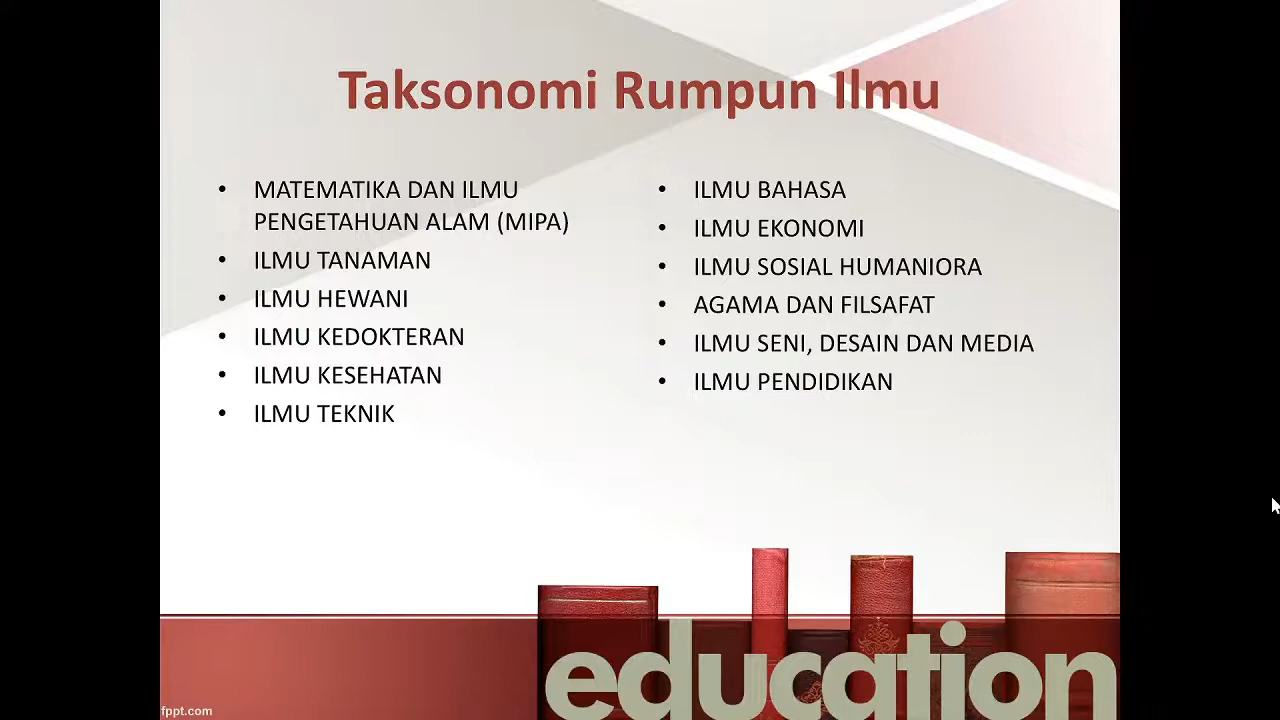 Taksonomi Rumpun Ilmu
• MATEMATIKA DAN ILMU
PENGETAHUAN ALAM (MIPA)
• ILMU TANAMAN
• ILMU HEWANI
• ILMU KEDOKTERAN
• ILMU KESEHATAN
• ILMU TEKNIK
• ILMU BAHASA
• ILMU EKONOMI
• ILMU SOSIAL HUMANIORA
• AGAMA DAN FILSAFAT
• ILMU SENI, DESAIN DAN MEDIA
• ILMU PENDIDIKAN
education
fppt.com